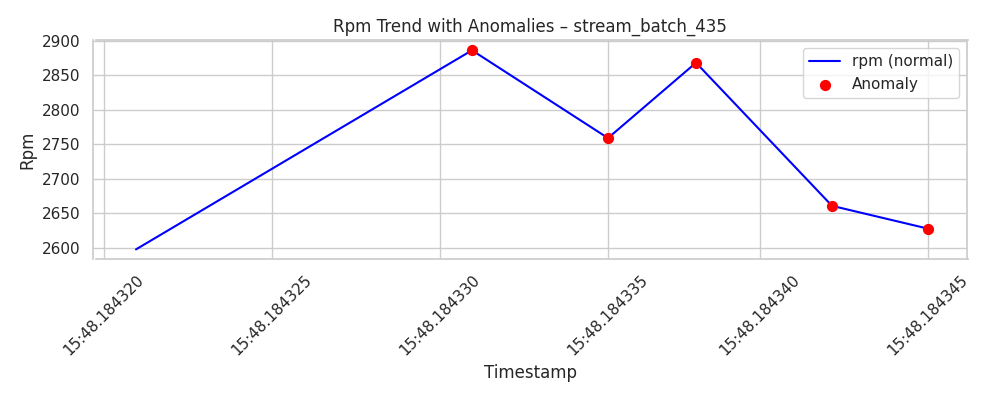 Rpm Trend with Anomalies – stream_batch_435
2900
2850
2800
2750
2700
2650
2600
Rpm
rpm (normal)
Anomaly
15:48.184320
15:48.184325
15:48.184330
15:48.184335
15:48.184340
15:48.184345
Timestamp